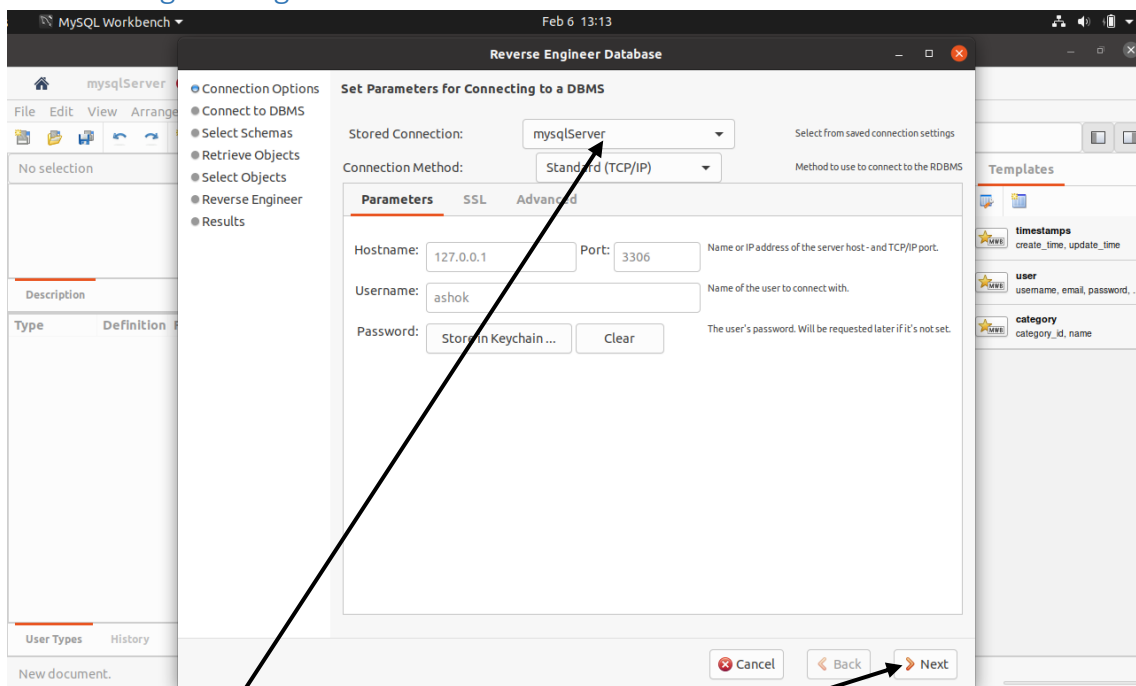 MySQL Workbench
Feb 6 13:13
Reverse Engineer Database
mysqlServer
File Edit View Arrange
No selection
Description
Type Definition
User Types History
New document.
Connection Options
Connect to DBMS
Select Schemas
Retrieve Objects
Select Objects
Reverse Engineer
Results
Set Parameters for Connecting to a DBMS
Stored Connection: mysqlServer Select from saved connection settings
Connection Method: Standard (TCP/IP) Method to use to connect to the RDBMS
Parameters SSL Advanced
Hostname: 127.0.0.1 Port: 3306 Name or IP address of the server host - and TCP/IP port.
Username: ashok Name of the user to connect with.
Password: Store in Keychain ... Clear The user's password. Will be requested later if it's not set.
Cancel Back Next
Templates
MWB timestamps
create_time, update_time
MWB user
username, email, password, ..
MWB category
category_id, name